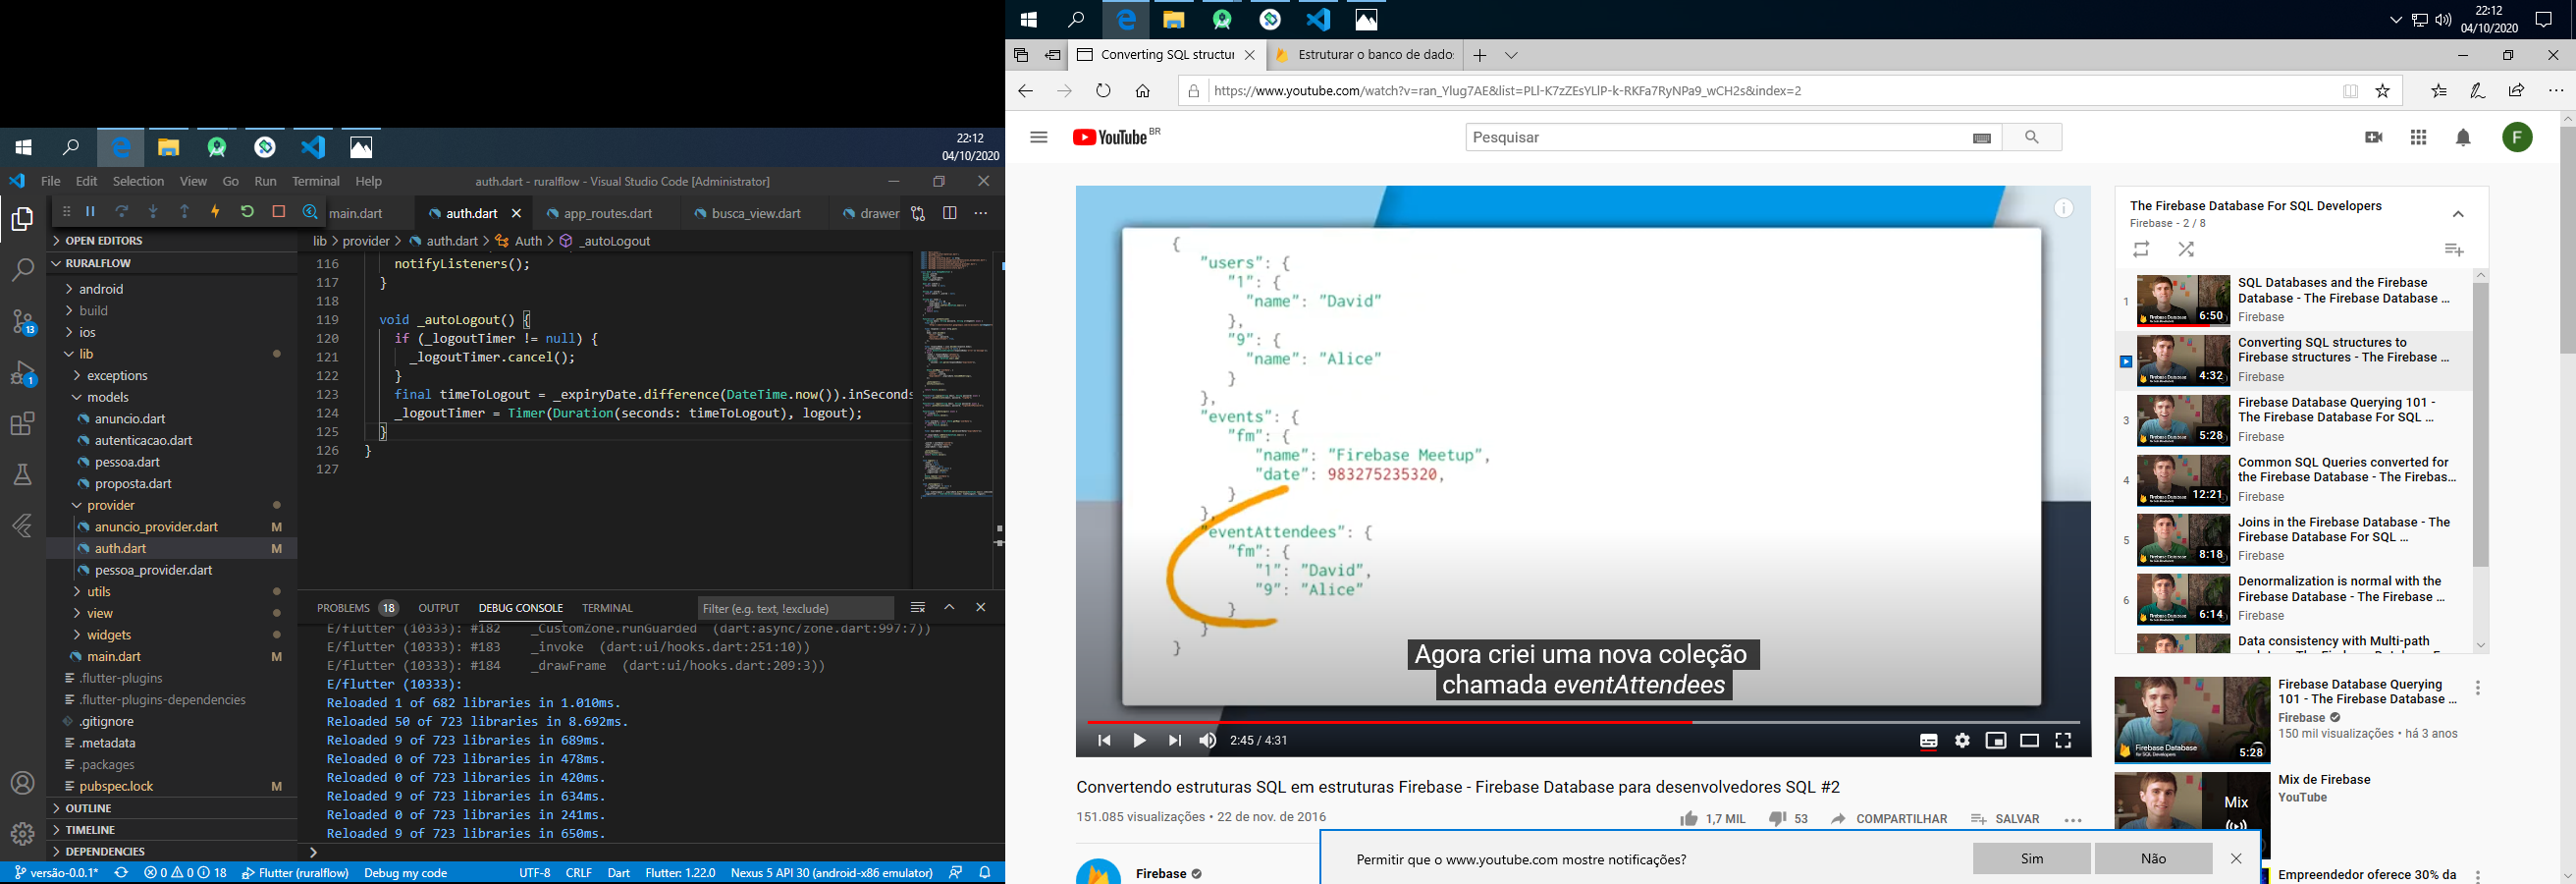 22:12
04/10/2020
File Edit Selection View Go Run Terminal Help
auth.dart - ruralflow - Visual Studio Code [Administrator]
main.dart
auth.dart
app_routes.dart
busca_view.dart
drawer
OPEN EDITORS
RURALFLOW
android
build
ios
lib
exceptions
models
anuncio.dart
autenticacao.dart
pessoa.dart
proposta.dart
provider
anuncio_provider.dart M
auth.dart M
pessoa_provider.dart
utils
view
widgets
main.dart M
.flutter-plugins
.flutter-plugins-dependencies
.gitignore
.metadata
.packages
pubspec.lock M
OUTLINE
TIMELINE
DEPENDENCIES
13
1
lib > provider > auth.dart > Auth > _autoLogout
116 notifyListeners();
117 }
118
119 void _autoLogout() {
120 if (_logoutTimer != null) {
121 _logoutTimer.cancel();
122 }
123 final timeToLogout = _expiryDate.difference(DateTime.now()).inSeconds
124 _logoutTimer = Timer(Duration(seconds: timeToLogout), logout);
125 }
126 }
127
PROBLEMS 18 OUTPUT DEBUG CONSOLE TERMINAL Filter (e.g. text, !exclude)
E/flutter (10333): #182 _CustomZone.runGuarded (dart:async/zone.dart:997:7))
E/flutter (10333): #183 _invoke (dart:ui/hooks.dart:251:10))
E/flutter (10333): #184 _drawFrame (dart:ui/hooks.dart:209:3))
E/flutter (10333):
Reloaded 1 of 682 libraries in 1.010ms.
Reloaded 50 of 723 libraries in 8.692ms.
Reloaded 9 of 723 libraries in 689ms.
Reloaded 0 of 723 libraries in 478ms.
Reloaded 0 of 723 libraries in 420ms.
Reloaded 9 of 723 libraries in 634ms.
Reloaded 0 of 723 libraries in 241ms.
Reloaded 9 of 723 libraries in 650ms.
versão-0.0.1* 0 0 18 Flutter (ruralflow) Debug my code UTF-8 CRLF Dart Flutter: 1.22.0 Nexus 5 API 30 (android-x86 emulator)
22:12
04/10/2020
Converting SQL structur
Estruturar o banco de dado
https://www.youtube.com/watch?v=ran_Ylug7AE&list=PLl-K7zZEsYLlP-k-RKFa7RyNPa9_wCH2s&index=2
YouTube BR
Pesquisar
F
{
"users": {
"1": {
"name": "David"
},
"9": {
"name": "Alice"
}
},
"events": {
"fm": {
"name": "Firebase Meetup",
"date": 983275235320,
}
},
"eventAttendees": {
"fm": {
"1": "David",
"9": "Alice"
}
}
}
Agora criei uma nova coleção
chamada eventAttendees
2:45 / 4:31
Convertendo estruturas SQL em estruturas Firebase - Firebase Database para desenvolvedores SQL #2
151.085 visualizações • 22 de nov. de 2016
1,7 MIL 53 COMPARTILHAR SALVAR
Firebase
Permitir que o www.youtube.com mostre notificações?
Sim
Não
The Firebase Database For SQL Developers
Firebase - 2 / 8
1
6:50
SQL Databases and the Firebase
Database - The Firebase Database ...
Firebase
4:32
Converting SQL structures to
Firebase structures - The Firebase ...
Firebase
3
5:28
Firebase Database Querying 101 -
The Firebase Database For SQL ...
Firebase
4
12:21
Common SQL Queries converted for
the Firebase Database - The Firebas...
Firebase
5
8:18
Joins in the Firebase Database - The
Firebase Database For SQL ...
Firebase
6
6:14
Denormalization is normal with the
Firebase Database - The Firebase ...
Firebase
Data consistency with Multi-path
Firebase Database
5:28
Firebase Database Querying
101 - The Firebase Database ...
Firebase
150 mil visualizações • há 3 anos
Mix
Mix de Firebase
YouTube
Empreendedor oferece 30% da